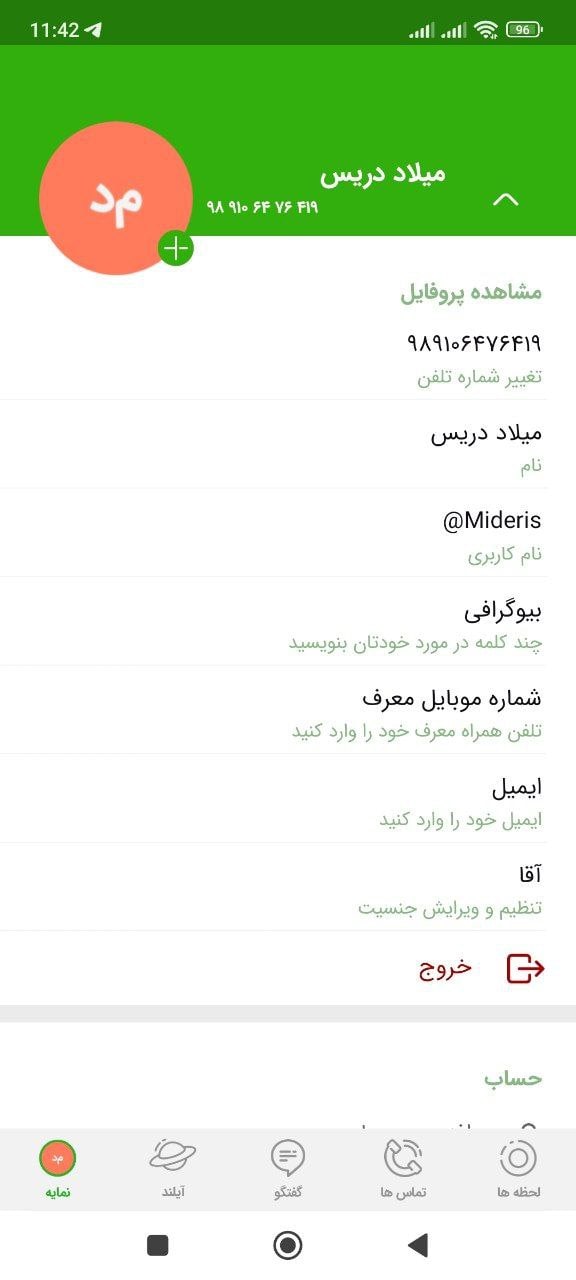 11:42
96
مد
میلاد دریس
۹۸ ۹۱۰ ۶۴ ۷۶ ۴۱۹
مشاهده پروفایل
۹۸۹۱۰۶۴۷۶۴۱۹
تغییر شماره تلفن
میلاد دریس
نام
@Mideris
نام کاربری
بیوگرافی
چند کلمه در مورد خودتان بنویسید
شماره موبایل معرف
تلفن همراه معرف خود را وارد کنید
ایمیل
ایمیل خود را وارد کنید
آقا
تنظیم و ویرایش جنسیت
خروج
حساب
لحظه ها
تماس ها
گفتگو
آیلند
مد
نمایه